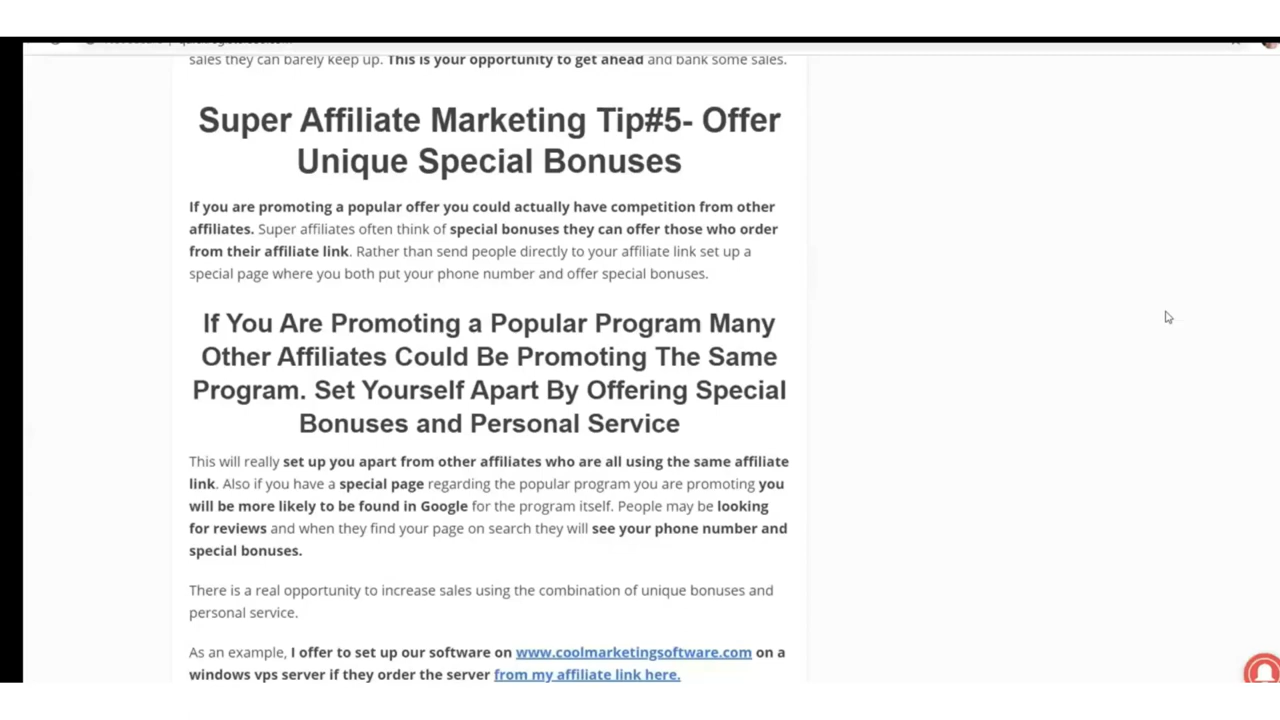 sales they can barely keep up. This is your opportunity to get ahead and bank some sales.
Super Affiliate Marketing Tip#5- Offer
Unique Special Bonuses
If you are promoting a popular offer you could actually have competition from other
affiliates. Super affiliates often think of special bonuses they can offer those who order
from their affiliate link. Rather than send people directly to your affiliate link set up a
special page where you both put your phone number and offer special bonuses.
If You Are Promoting a Popular Program Many
Other Affiliates Could Be Promoting The Same
Program. Set Yourself Apart By Offering Special
Bonuses and Personal Service
This will really set up you apart from other affiliates who are all using the same affiliate
link. Also if you have a special page regarding the popular program you are promoting you
will be more likely to be found in Google for the program itself. People may be looking
for reviews and when they find your page on search they will see your phone number and
special bonuses.
There is a real opportunity to increase sales using the combination of unique bonuses and
personal service.
As an example, I offer to set up our software on www.coolmarketingsoftware.com on a
windows vps server if they order the server from my affiliate link here.